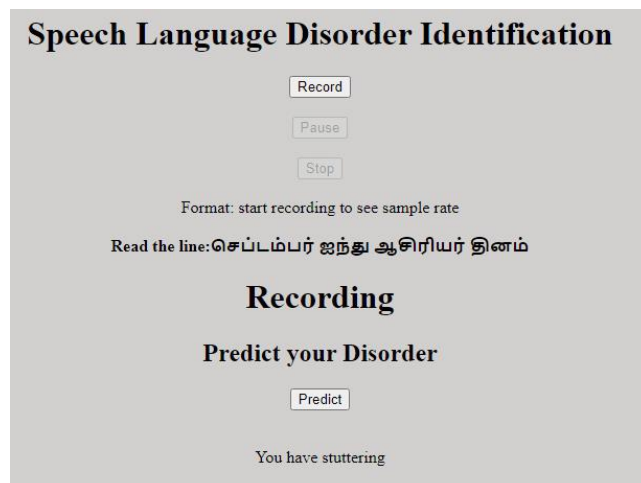 Speech Language Disorder Identification
Record
Pause
Stop
Format: start recording to see sample rate
Read the line:செப்டம்பர் ஐந்து ஆசிரியர் தினம்
Recording
Predict your Disorder
Predict
You have stuttering